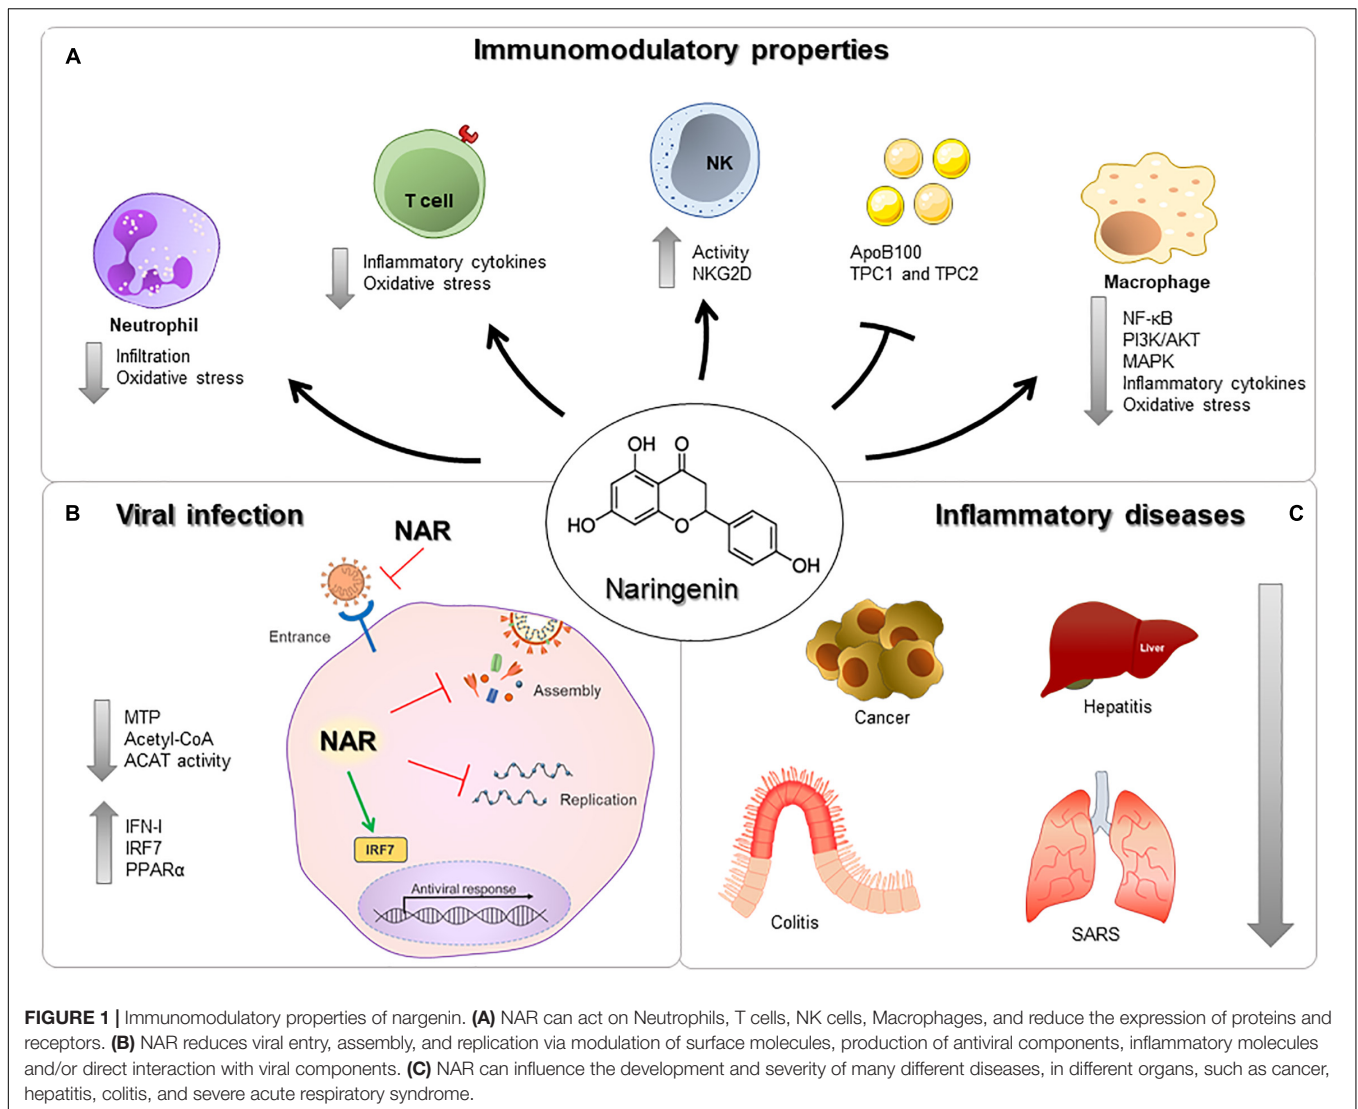 A
Immunomodulatory properties
T cell
NK
Inflammatory cytokines
Oxidative stress
Activity
NKG2D
ApoB100
TPC1 and TPC2
Macrophage
NF-κB
PI3K/AKT
MAPK
Inflammatory cytokines
Oxidative stress
Neutrophil
Infiltration
Oxidative stress
OH
O
HO
O
OH
Naringenin
B
Viral infection
NAR
Entrance
Assembly
NAR
MTP
Acetyl-CoA
ACAT activity
Replication
IFN-I
IRF7
PPARα
IRF7
Antiviral response
Inflammatory diseases
C
Cancer
Liver
Hepatitis
Colitis
SARS
FIGURE 1 | Immunomodulatory properties of nargenin. (A) NAR can act on Neutrophils, T cells, NK cells, Macrophages, and reduce the expression of proteins and
receptors. (B) NAR reduces viral entry, assembly, and replication via modulation of surface molecules, production of antiviral components, inflammatory molecules
and/or direct interaction with viral components. (C) NAR can influence the development and severity of many different diseases, in different organs, such as cancer,
hepatitis, colitis, and severe acute respiratory syndrome.